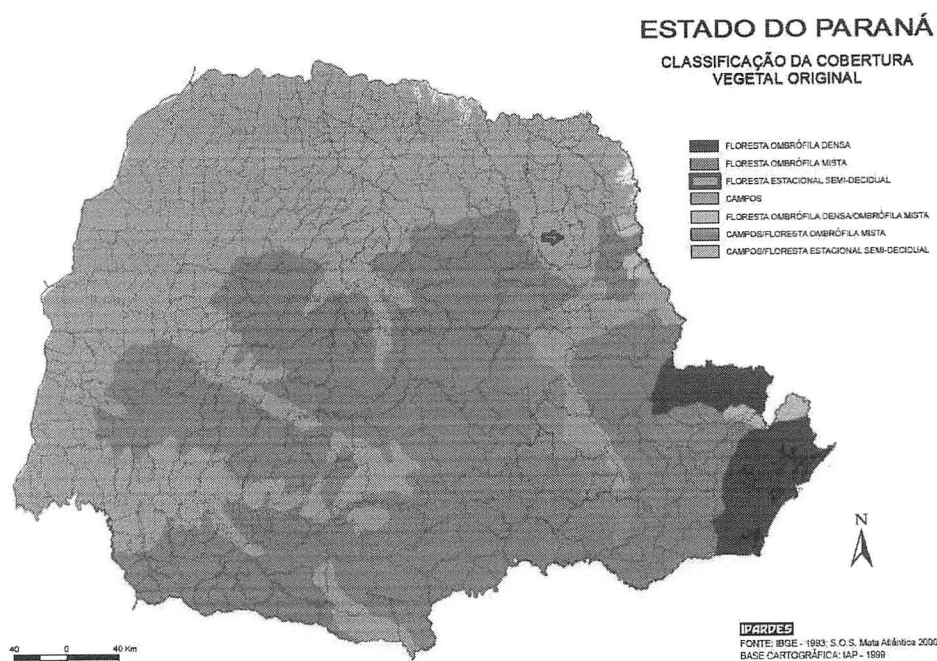 ESTADO DO PARANÁ
CLASSIFICAÇÃO DA COBERTURA
VEGETAL ORIGINAL
FLORESTA OMBRÓFILA DENSA
FLORESTA OMBRÓFILA MISTA
FLORESTA ESTACIONAL SEMI-DECIDUAL
CAMPOS
FLORESTA OMBRÓFILA DENSA/OMBRÓFILA MISTA
CAMPOS/FLORESTA OMBRÓFILA MISTA
CAMPOS/FLORESTA ESTACIONAL SEMI-DECIDUAL
N
40 0 40 Km
IPARDES
FONTE: IBGE - 1993; S.O.S. Mata Atlântica 2000
BASE CARTOGRÁFICA: IAP - 1999